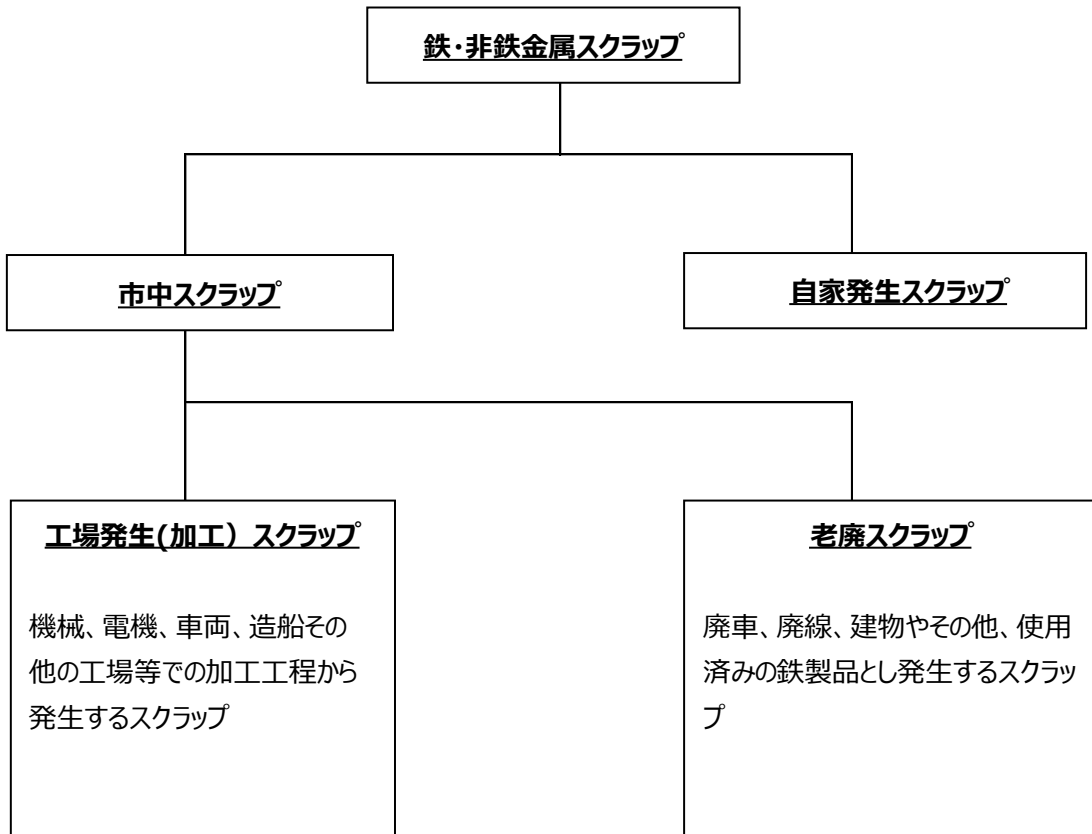 鉄・非鉄金属スクラップ
市中スクラップ
自家発生スクラップ
工場発生(加工）スクラップ
機械、電機、車両、造船その
他の工場等での加工工程から
発生するスクラップ
老廃スクラップ
廃車、廃線、建物やその他、使用
済みの鉄製品とし発生するスクラッ
プ